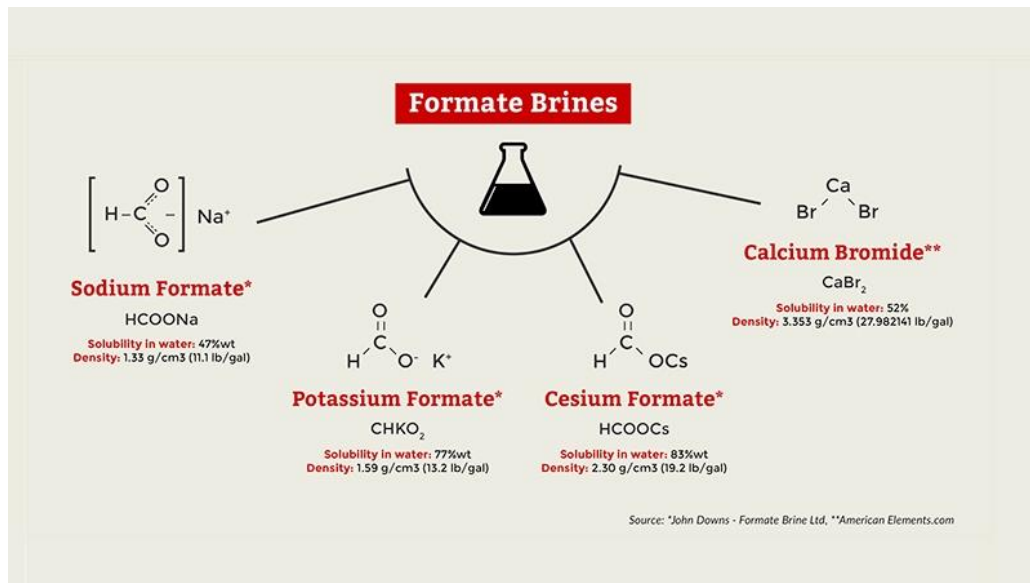 Formate Brines
O
H-C - Na⁺
O
Sodium Formate*
HCOONa
Solubility in water: 47%wt
Density: 1.33 g/cm3 (11.1 lb/gal)
O
C
H O⁻ K⁺
Potassium Formate*
CHKO₂
Solubility in water: 77%wt
Density: 1.59 g/cm3 (13.2 lb/gal)
O
C
H OCs
Cesium Formate*
HCOOCs
Solubility in water: 83%wt
Density: 2.30 g/cm3 (19.2 lb/gal)
Ca
Br Br
Calcium Bromide**
CaBr₂
Solubility in water: 52%
Density: 3.353 g/cm3 (27.982141 lb/gal)
Source: *John Downs - Formate Brine Ltd, **American Elements.com